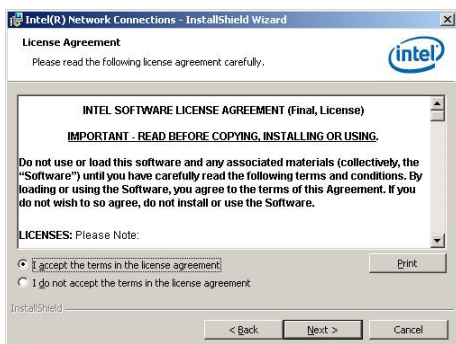 Intel(R) Network Connections - InstallShield Wizard
License Agreement
Please read the following license agreement carefully.
intel
INTEL SOFTWARE LICENSE AGREEMENT (Final, License)
IMPORTANT - READ BEFORE COPYING, INSTALLING OR USING.
Do not use or load this software and any associated materials (collectively, the
“Software”) until you have carefully read the following terms and conditions. By
loading or using the Software, you agree to the terms of this Agreement. If you
do not wish to so agree, do not install or use the Software.
LICENSES: Please Note:
I accept the terms in the license agreement
Print
I do not accept the terms in the license agreement
InstallShield
< Back
Next >
Cancel